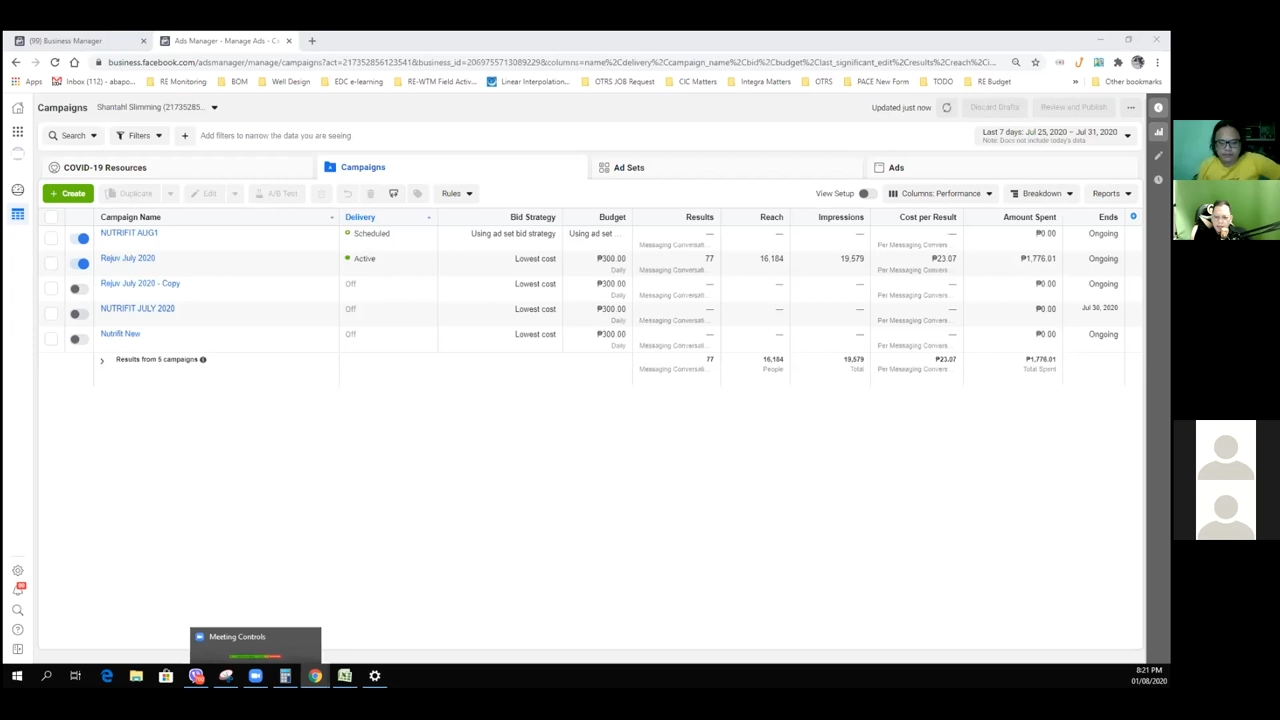 (99) Business Manager
Ads Manager - Manage Ads - Ca
business.facebook.com/adsmanager/manage/campaigns?act=217352856123541&business_id=2069755713089229&columns=name%2Cdelivery%2Ccampaign_name%2Cbid%2Cbudget%2Clast_significant_edit%2Cresults%2Creach%2Ci...
Apps Inbox (112) - abapo... RE Monitoring BOM Well Design EDC e-learning RE-WTM Field Activ... Linear Interpolation... OTRS JOB Request CIC Matters Integra Matters OTRS PACE New Form TODO RE Budget » Other bookmarks
Campaigns Shantahl Slimming (21735285... Updated just now Discard Drafts Review and Publish
Search Filters + Add filters to narrow the data you are seeing Last 7 days: Jul 25, 2020 – Jul 31, 2020
Note: Does not include today's data
COVID-19 Resources Campaigns Ad Sets Ads
+ Create Duplicate Edit A/B Test Rules View Setup Columns: Performance Breakdown Reports
Campaign Name Delivery Bid Strategy Budget Results Reach Impressions Cost per Result Amount Spent Ends
NUTRIFIT AUG1 Scheduled Using ad set bid strategy Using ad set ... — — — — ₱0.00 Ongoing
Messaging Conversati... Per Messaging Convers...
Rejuv July 2020 Active Lowest cost ₱300.00 77 16,184 19,579 ₱23.07 ₱1,776.01 Ongoing
Daily Messaging Conversati... Per Messaging Convers...
Rejuv July 2020 - Copy Off Lowest cost ₱300.00 — — — — ₱0.00 Ongoing
Daily Messaging Conversati... Per Messaging Convers...
NUTRIFIT JULY 2020 Off Lowest cost ₱300.00 — — — — ₱0.00 Jul 30, 2020
Daily Messaging Conversati... Per Messaging Convers...
Nutrifit New Off Lowest cost ₱300.00 — — — — ₱0.00 Ongoing
Daily Messaging Conversati... Per Messaging Convers...
Results from 5 campaigns 77 16,184 19,579 ₱23.07 ₱1,776.01
Messaging Conversati... People Total Per Messaging Convers... Total Spent
Meeting Controls
8:21 PM
01/08/2020